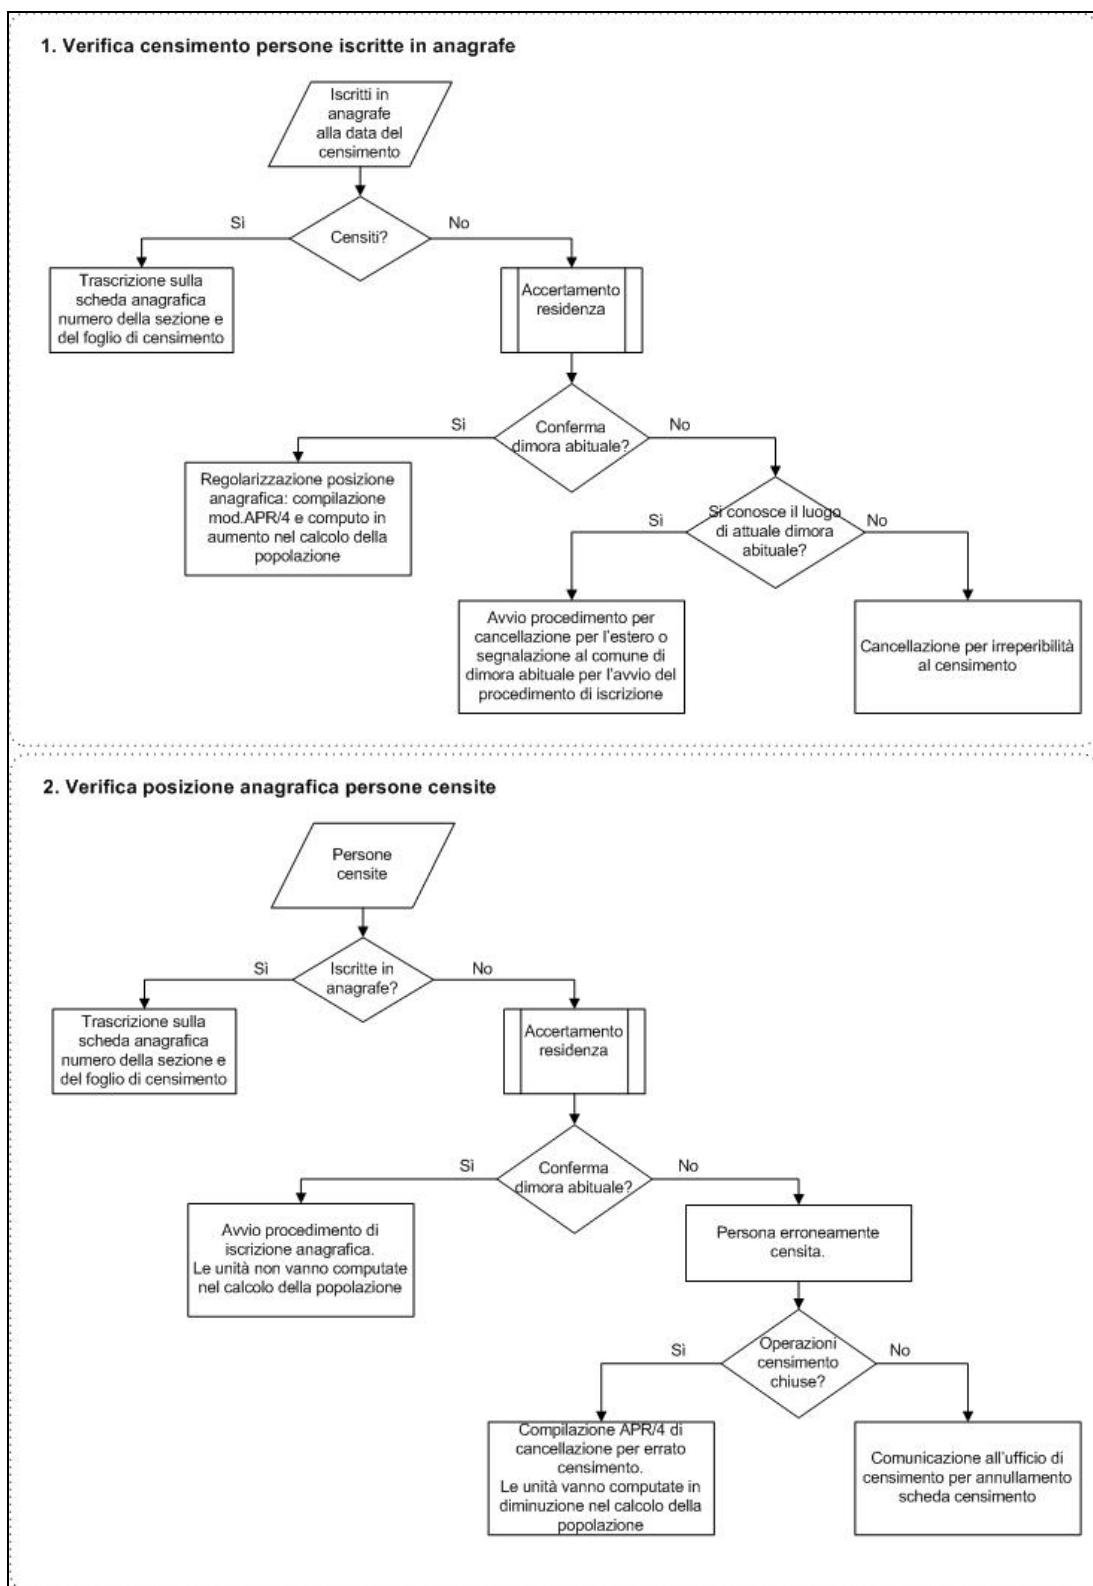 1. Verifica censimento persone iscritte in anagrafe
Iscritti in
anagrafe
alla data del
censimento
Sì
No
Censiti?
Trascrizione sulla
scheda anagrafica
numero della sezione e
del foglio di censimento
Accertamento
residenza
Sì
No
Conferma
dimora abituale?
Regolarizzazione posizione
anagrafica: compilazione
mod.APR/4 e computo in
aumento nel calcolo della
popolazione
Sì
No
Si conosce il luogo
di attuale dimora
abituale?
Avvio procedimento per
cancellazione per l'estero o
segnalazione al comune di
dimora abituale per l'avvio del
procedimento di iscrizione
Cancellazione per irreperibilità
al censimento
2. Verifica posizione anagrafica persone censite
Persone
censite
Sì
No
Iscritte in
anagrafe?
Trascrizione sulla
scheda anagrafica
numero della sezione e
del foglio di censimento
Accertamento
residenza
Sì
No
Conferma
dimora abituale?
Avvio procedimento di
iscrizione anagrafica.
Le unità non vanno computate
nel calcolo della popolazione
Persona erroneamente
censita.
Sì
No
Operazioni
censimento
chiuse?
Compilazione APR/4 di
cancellazione per errato
censimento.
Le unità vanno computate in
diminuzione nel calcolo della
popolazione
Comunicazione all'ufficio di
censimento per annullamento
scheda censimento